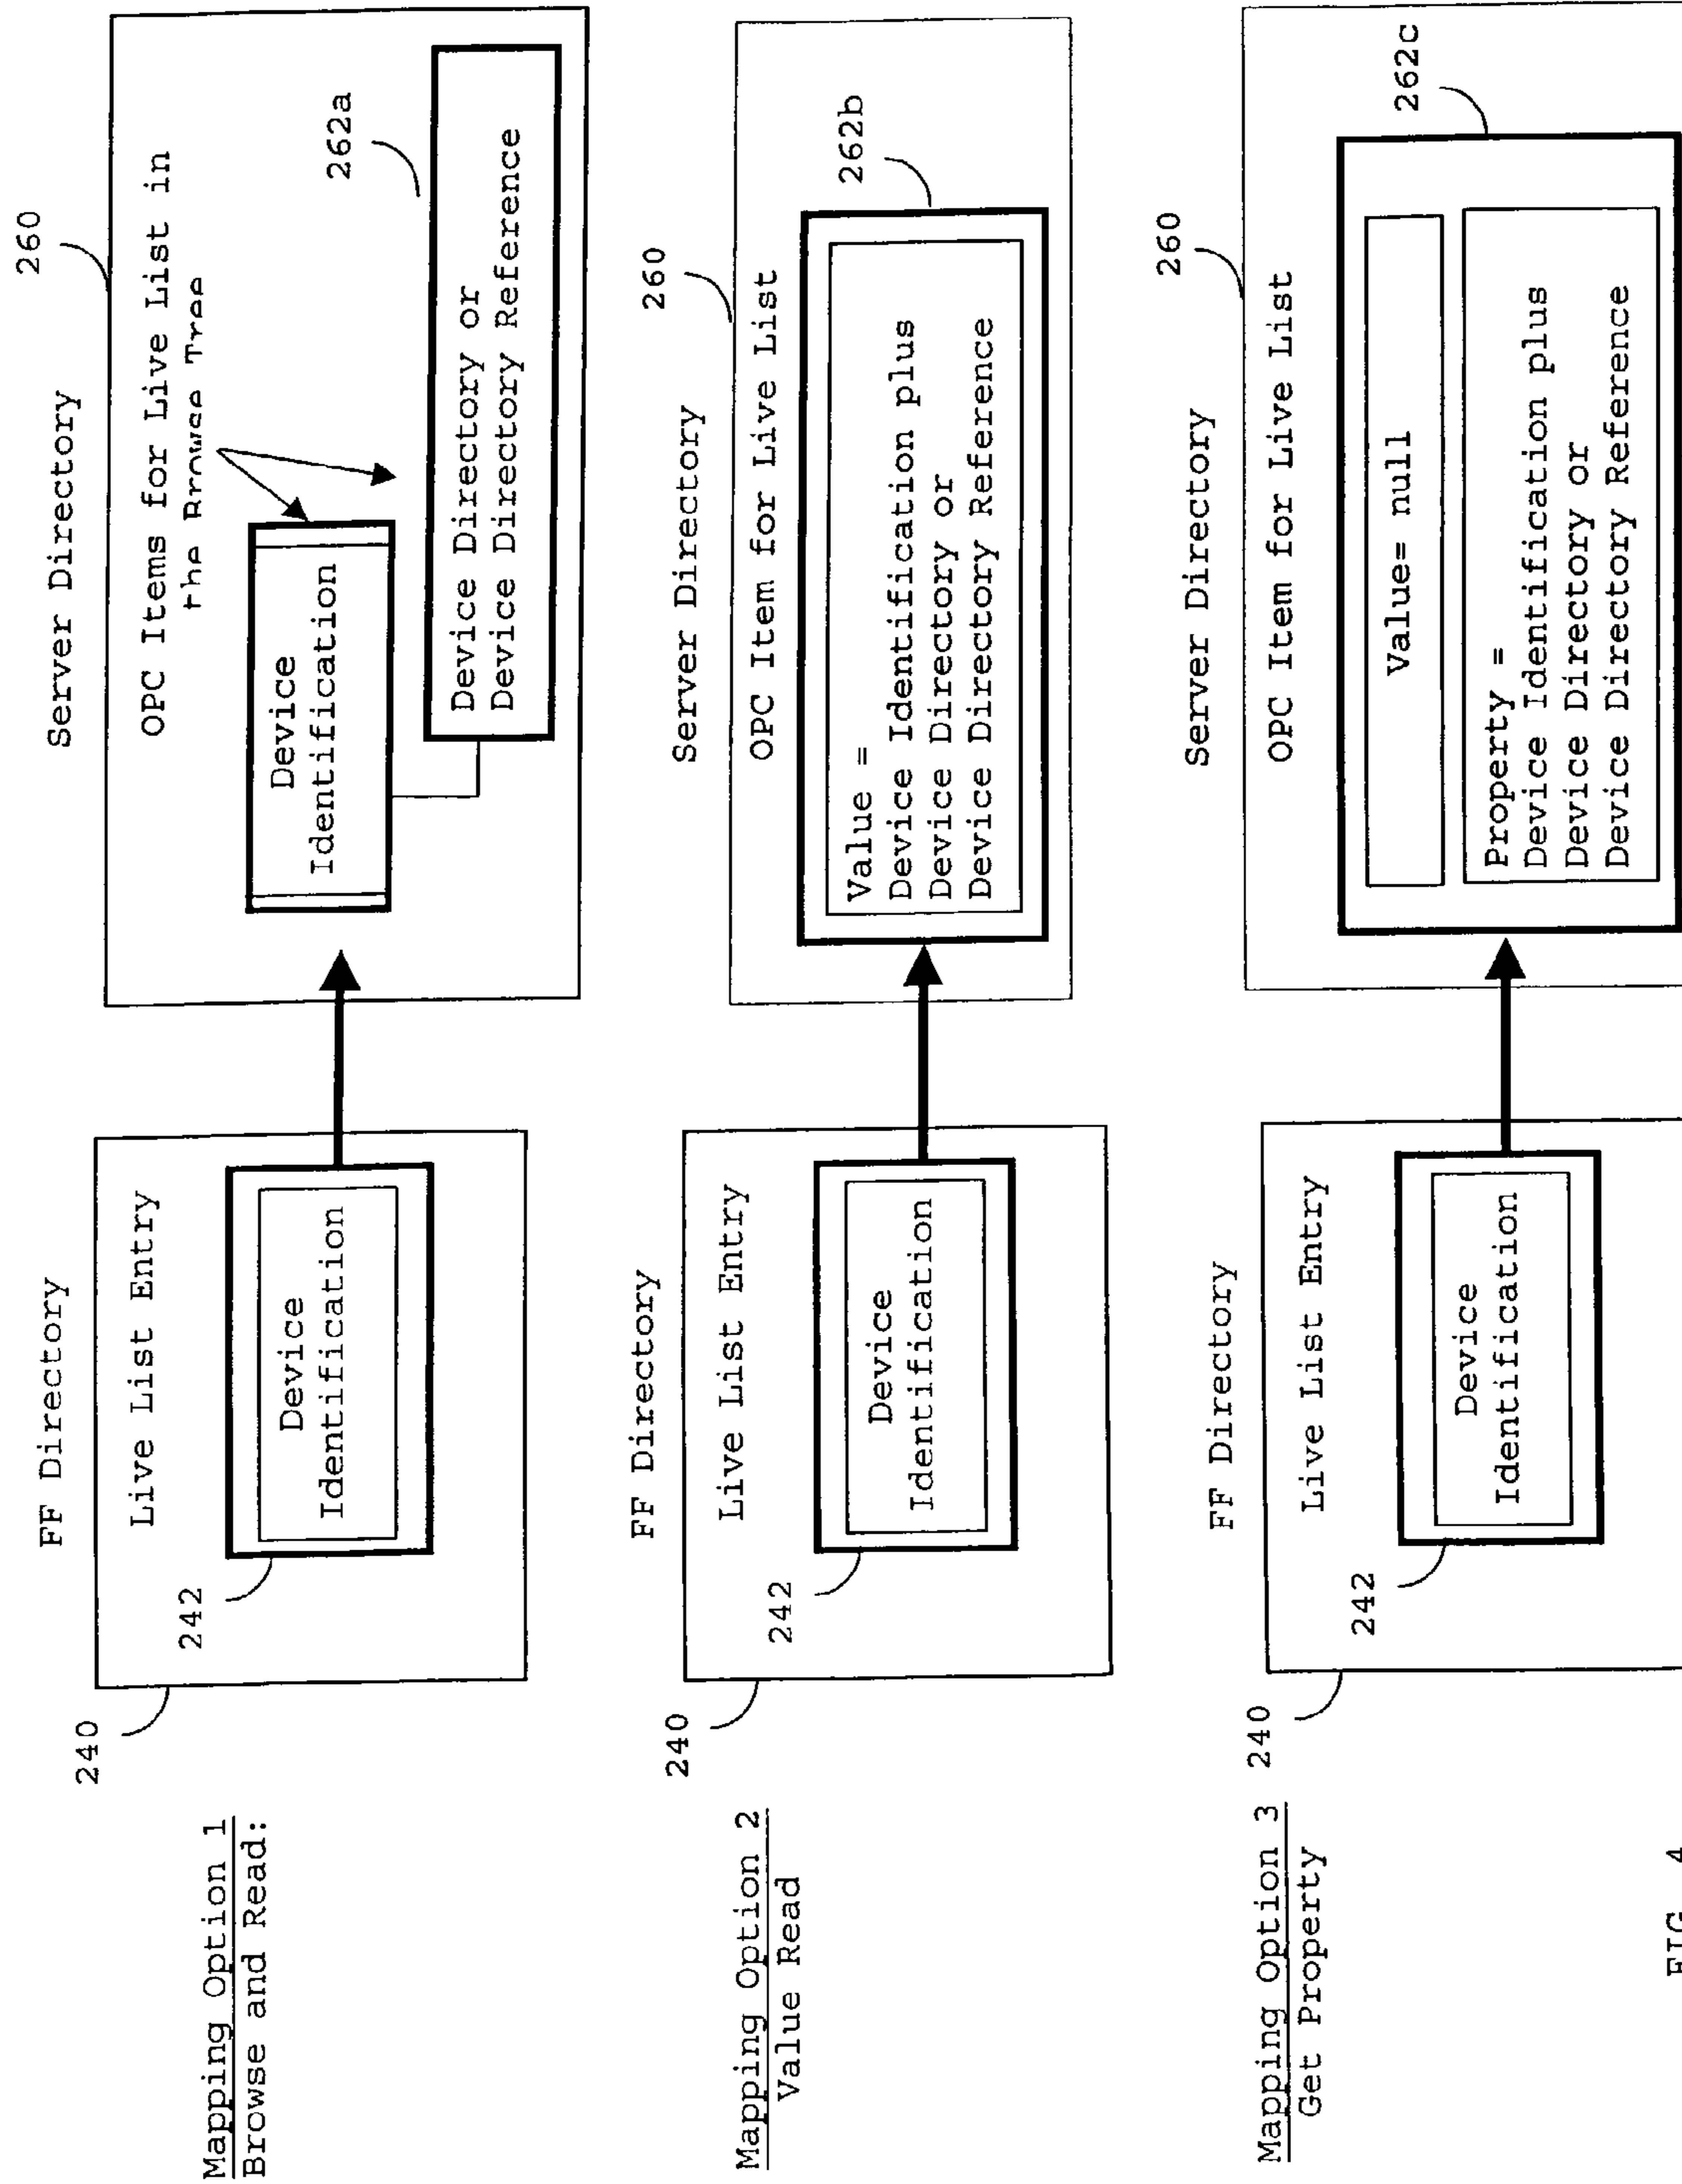 Mapping Option 1
Browse and Read:
240
FF Directory
Live List Entry
242
Device
Identification
Server Directory
260
OPC Items for Live List in
the Browse Tree
Device
Identification
262a
Device Directory or
Device Directory Reference
Mapping Option 2
Value Read
240
FF Directory
Live List Entry
242
Device
Identification
Server Directory
260
OPC Item for Live List
262b
Value =
Device Identification plus
Device Directory or
Device Directory Reference
Mapping Option 3
Get Property
240
FF Directory
Live List Entry
242
Device
Identification
Server Directory
260
OPC Item for Live List
262c
Value= null
Property =
Device Identification plus
Device Directory or
Device Directory Reference
FIG. 4